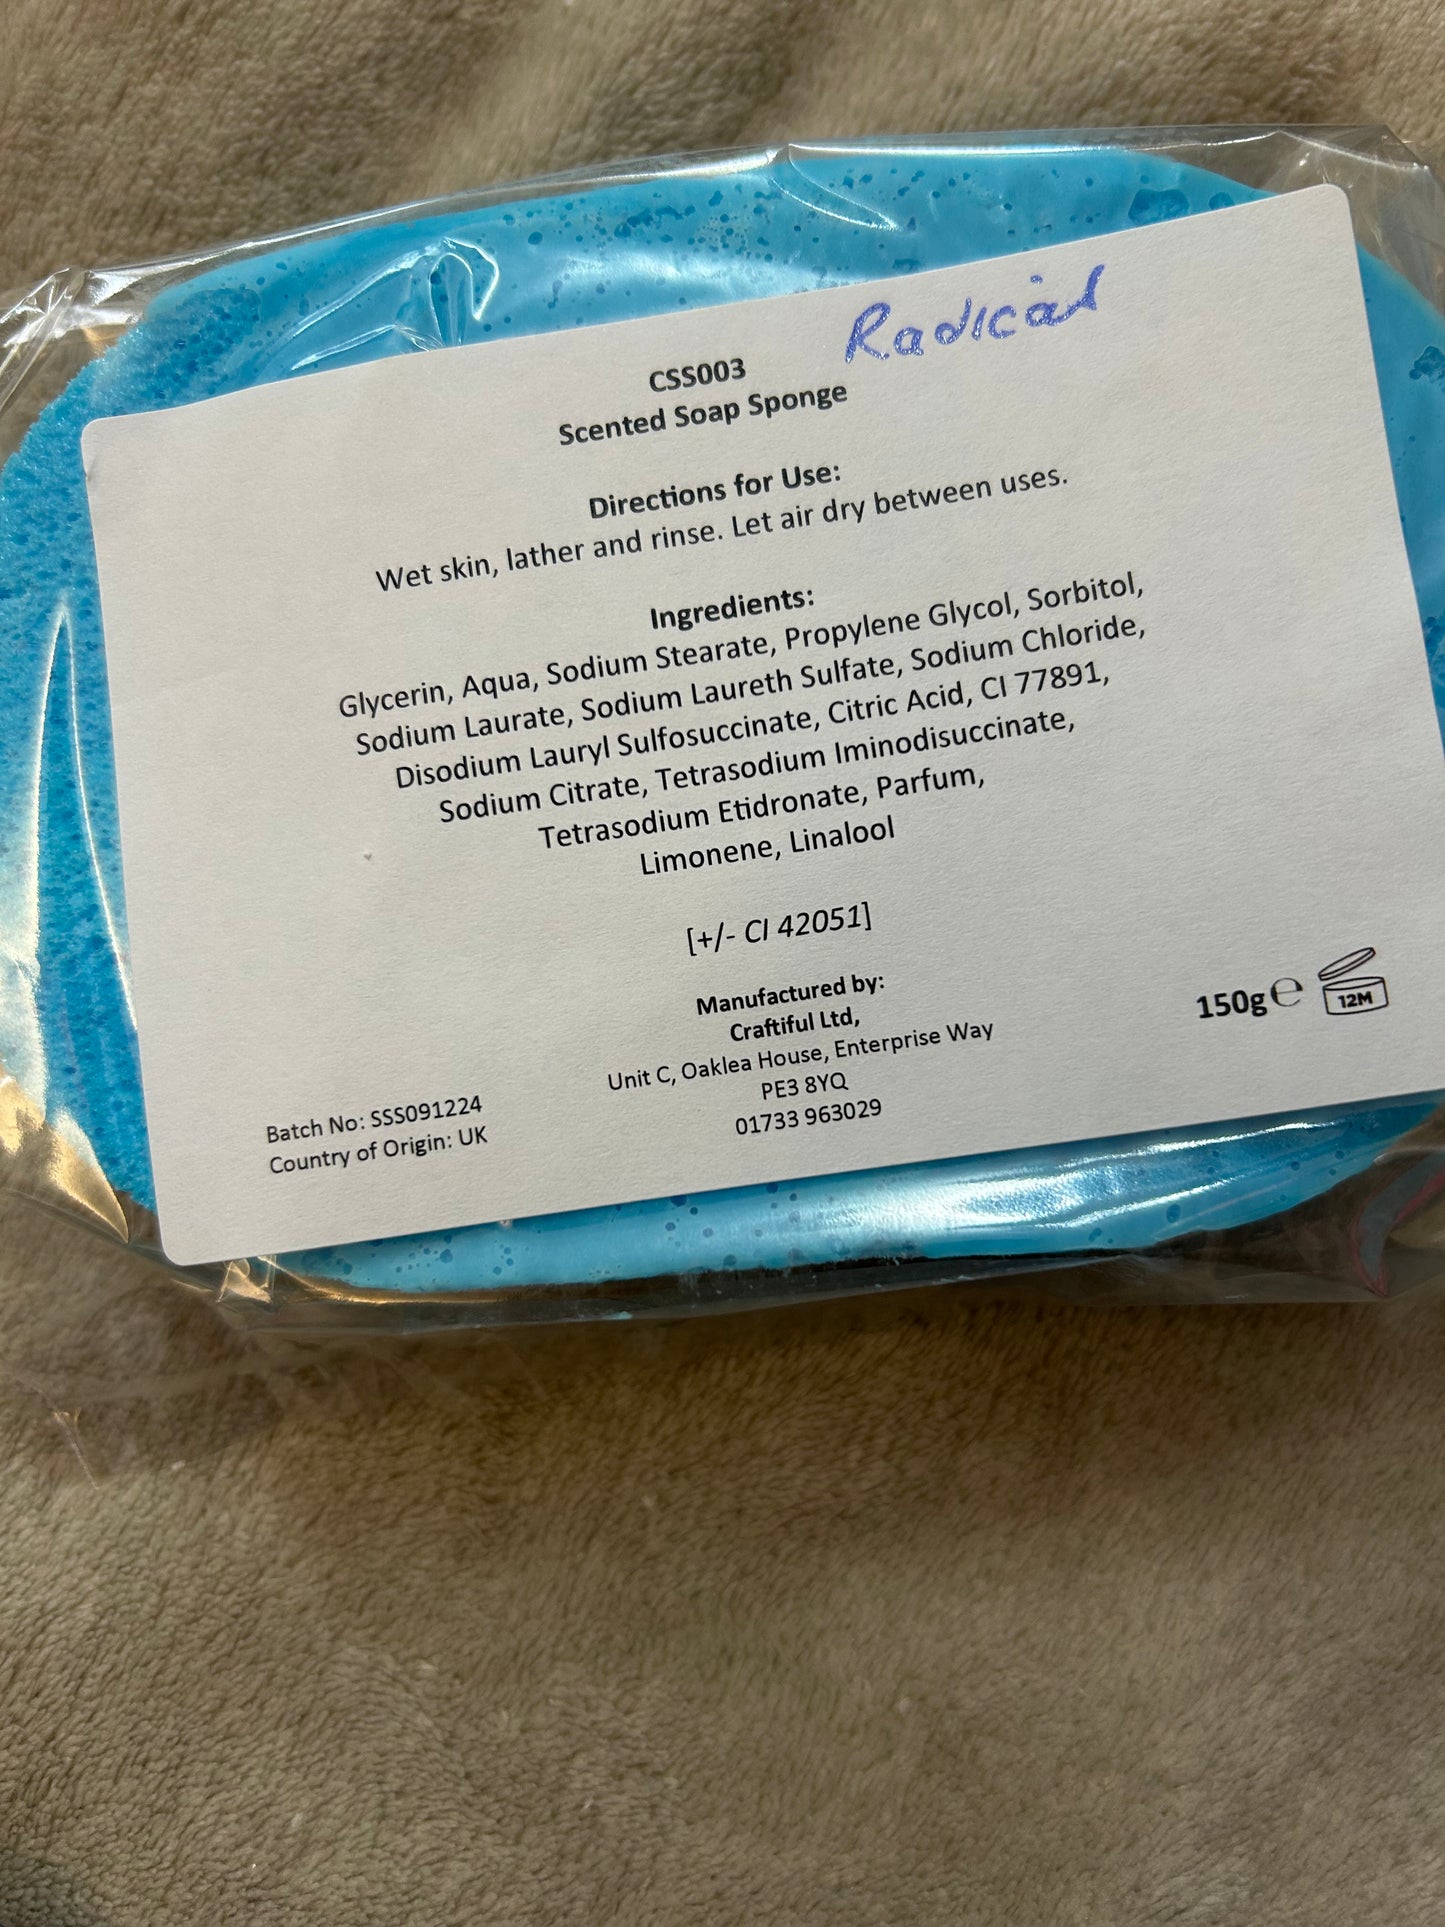 Radical
CSS003
Scented Soap Sponge
Directions for Use:
Wet skin, lather and rinse. Let air dry between uses.
Ingredients:
Glycerin, Aqua, Sodium Stearate, Propylene Glycol, Sorbitol,
Sodium Laurate, Sodium Laureth Sulfate, Sodium Chloride,
Disodium Lauryl Sulfosuccinate, Citric Acid, CI 77891,
Sodium Citrate, Tetrasodium Iminodisuccinate,
Tetrasodium Etidronate, Parfum,
Limonene, Linalool
[+/- CI 42051]
Manufactured by:
Craftiful Ltd,
Unit C, Oaklea House, Enterprise Way
PE3 8YQ
01733 963029
150g℮
12M
Batch No: SSS091224
Country of Origin: UK